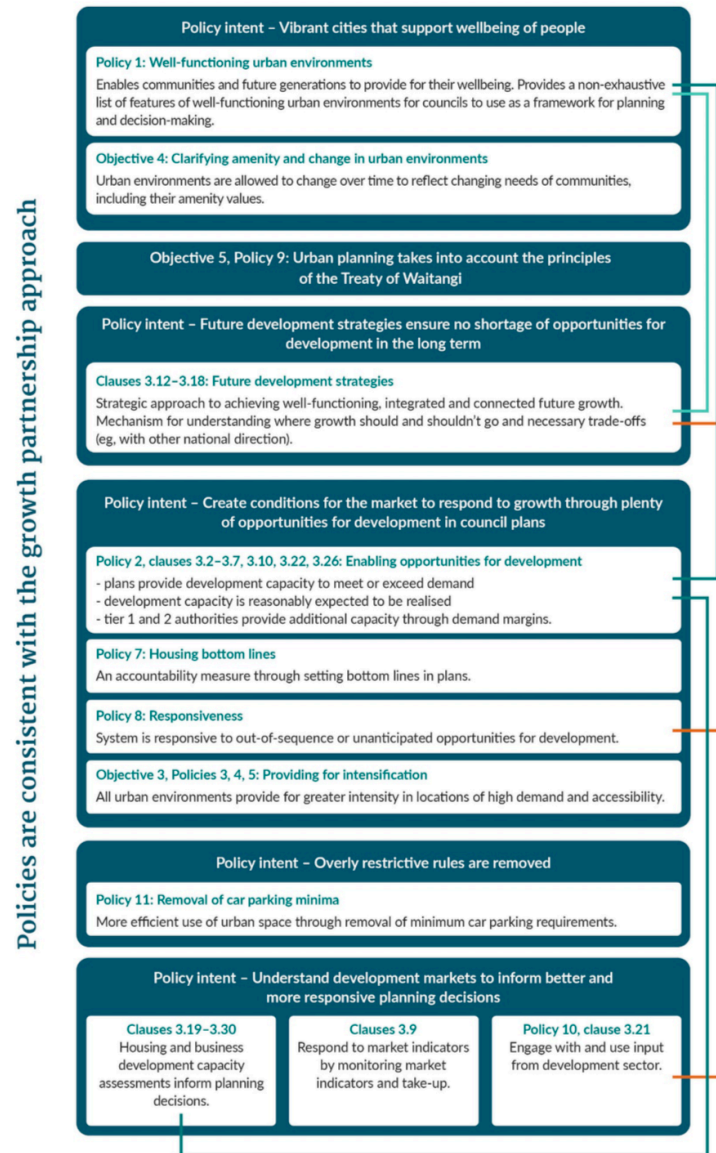 Policies are consistent with the growth partnership approach
Policy intent – Vibrant cities that support wellbeing of people
Policy 1: Well-functioning urban environments
Enables communities and future generations to provide for their wellbeing. Provides a non-exhaustive
list of features of well-functioning urban environments for councils to use as a framework for planning
and decision-making.
Objective 4: Clarifying amenity and change in urban environments
Urban environments are allowed to change over time to reflect changing needs of communities,
including their amenity values.
Objective 5, Policy 9: Urban planning takes into account the principles
of the Treaty of Waitangi
Policy intent – Future development strategies ensure no shortage of opportunities for
development in the long term
Clauses 3.12–3.18: Future development strategies
Strategic approach to achieving well-functioning, integrated and connected future growth.
Mechanism for understanding where growth should and shouldn't go and necessary trade-offs
(eg, with other national direction).
Policy intent – Create conditions for the market to respond to growth through plenty
of opportunities for development in council plans
Policy 2, clauses 3.2–3.7, 3.10, 3.22, 3.26: Enabling opportunities for development
- plans provide development capacity to meet or exceed demand
- development capacity is reasonably expected to be realised
- tier 1 and 2 authorities provide additional capacity through demand margins.
Policy 7: Housing bottom lines
An accountability measure through setting bottom lines in plans.
Policy 8: Responsiveness
System is responsive to out-of-sequence or unanticipated opportunities for development.
Objective 3, Policies 3, 4, 5: Providing for intensification
All urban environments provide for greater intensity in locations of high demand and accessibility.
Policy intent – Overly restrictive rules are removed
Policy 11: Removal of car parking minima
More efficient use of urban space through removal of minimum car parking requirements.
Policy intent – Understand development markets to inform better and
more responsive planning decisions
Clauses 3.19–3.30
Housing and business
development capacity
assessments inform planning
decisions.
Clauses 3.9
Respond to market indicators
by monitoring market
indicators and take-up.
Policy 10, clause 3.21
Engage with and use input
from development sector.